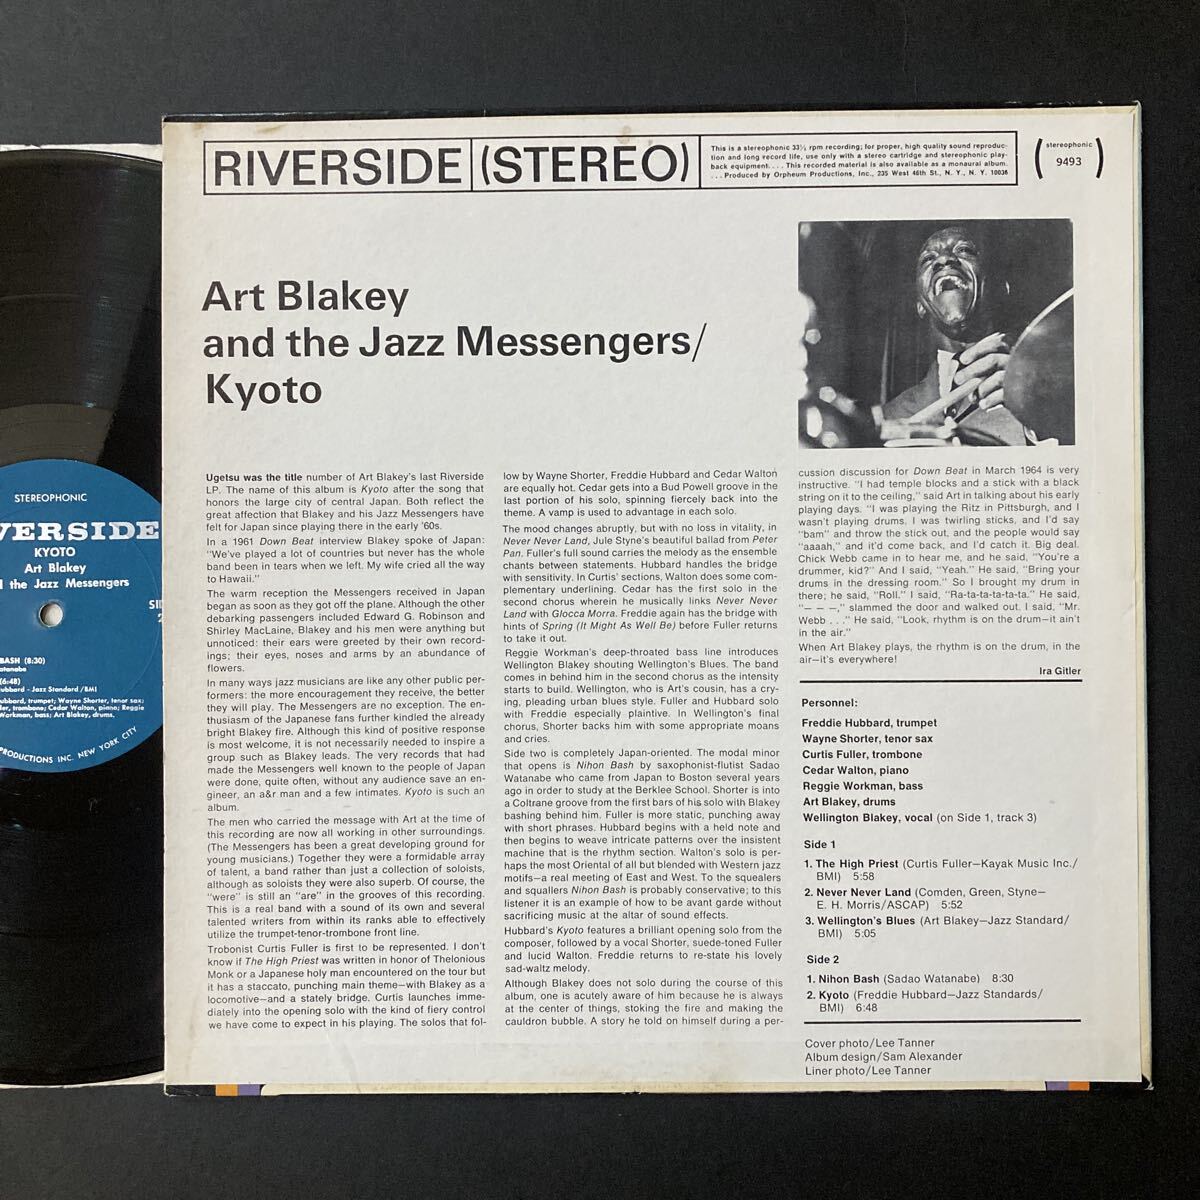 RIVERSIDE (STEREO)
This is a stereophonic 33⅓ rpm recording; for proper, high quality sound reproduc-
tion and long record life, use only with a stereo cartridge and stereophonic play-
back equipment.... This recorded material is also available as a monaural album.
...Produced by Orpheum Productions, Inc., 235 West 46th St., N. Y., N. Y. 10036
(stereophonic
9493)
Art Blakey
and the Jazz Messengers/
Kyoto
Ugetsu was the title number of Art Blakey's last Riverside
LP. The name of this album is Kyoto after the song that
honors the large city of central Japan. Both reflect the
great affection that Blakey and his Jazz Messengers have
felt for Japan since playing there in the early '60s.
In a 1961 Down Beat interview Blakey spoke of Japan:
"We've played a lot of countries but never has the whole
band been in tears when we left. My wife cried all the way
to Hawaii."
The warm reception the Messengers received in Japan
began as soon as they got off the plane. Although the other
debarking passengers included Edward G. Robinson and
Shirley MacLaine, Blakey and his men were anything but
unnoticed: their ears were greeted by their own record-
ings; their eyes, noses and arms by an abundance of
flowers.
In many ways jazz musicians are like any other public per-
formers: the more encouragement they receive, the better
they will play. The Messengers are no exception. The en-
thusiasm of the Japanese fans further kindled the already
bright Blakey fire. Although this kind of positive response
is most welcome, it is not necessarily needed to inspire a
group such as Blakey leads. The very records that had
made the Messengers well known to the people of Japan
were done, quite often, without any audience save an en-
gineer, an a&r man and a few intimates. Kyoto is such an
album.
The men who carried the message with Art at the time of
this recording are now all working in other surroundings.
(The Messengers has been a great developing ground for
young musicians.) Together they were a formidable array
of talent, a band rather than just a collection of soloists,
although as soloists they were also superb. Of course, the
"were" is still an "are" in the grooves of this recording.
This is a real band with a sound of its own and several
talented writers from within its ranks able to effectively
utilize the trumpet-tenor-trombone front line.
Trobonist Curtis Fuller is first to be represented. I don't
know if The High Priest was written in honor of Thelonious
Monk or a Japanese holy man encountered on the tour but
it has a staccato, punching main theme—with Blakey as a
locomotive—and a stately bridge. Curtis launches imme-
diately into the opening solo with the kind of fiery control
we have come to expect in his playing. The solos that fol-
low by Wayne Shorter, Freddie Hubbard and Cedar Walton
are equally hot. Cedar gets into a Bud Powell groove in the
last portion of his solo, spinning fiercely back into the
theme. A vamp is used to advantage in each solo.
The mood changes abruptly, but with no loss in vitality, in
Never Never Land, Jule Styne's beautiful ballad from Peter
Pan. Fuller's full sound carries the melody as the ensemble
chants between statements. Hubbard handles the bridge
with sensitivity. In Curtis' sections, Walton does some com-
plementary underlining. Cedar has the first solo in the
second chorus wherein he musically links Never Never
Land with Glocca Morra. Freddie again has the bridge with
hints of Spring (It Might As Well Be) before Fuller returns
to take it out.
Reggie Workman's deep-throated bass line introduces
Wellington Blakey shouting Wellington's Blues. The band
comes in behind him in the second chorus as the intensity
starts to build. Wellington, who is Art's cousin, has a cry-
ing, pleading urban blues style. Fuller and Hubbard solo
with Freddie especially plaintive. In Wellington's final
chorus, Shorter backs him with some appropriate moans
and cries.
Side two is completely Japan-oriented. The modal minor
that opens is Nihon Bash by saxophonist-flutist Sadao
Watanabe who came from Japan to Boston several years
ago in order to study at the Berklee School. Shorter is into
a Coltrane groove from the first bars of his solo with Blakey
bashing behind him. Fuller is more static, punching away
with short phrases. Hubbard begins with a held note and
then begins to weave intricate patterns over the insistent
machine that is the rhythm section. Walton's solo is per-
haps the most Oriental of all but blended with Western jazz
motifs—a real meeting of East and West. To the squealers
and squallers Nihon Bash is probably conservative; to this
listener it is an example of how to be avant garde without
sacrificing music at the altar of sound effects.
Hubbard's Kyoto features a brilliant opening solo from the
composer, followed by a vocal Shorter, suede-toned Fuller
and lucid Walton. Freddie returns to re-state his lovely
sad-waltz melody.
Although Blakey does not solo during the course of this
album, one is acutely aware of him because he is always
at the center of things, stoking the fire and making the
cauldron bubble. A story he told on himself during a per-
cussion discussion for Down Beat in March 1964 is very
instructive. "I had temple blocks and a stick with a black
string on it to the ceiling," said Art in talking about his early
playing days. "I was playing the Ritz in Pittsburgh, and I
wasn't playing drums, I was twirling sticks, and I'd say
"bam" and throw the stick out, and the people would say
"aaaah," and it'd come back, and I'd catch it. Big deal.
Chick Webb came in to hear me, and he said, "You're a
drummer, kid?" And I said, "Yeah." He said, "Bring your
drums in the dressing room." So I brought my drum in
there; he said, "Roll." I said, "Ra-ta-ta-ta-ta-ta." He said,
"— — —," slammed the door and walked out. I said, "Mr.
Webb . . ." He said, "Look, rhythm is on the drum—it ain't
in the air."
When Art Blakey plays, the rhythm is on the drum, in the
air—it's everywhere!
Ira Gitler
Personnel:
Freddie Hubbard, trumpet
Wayne Shorter, tenor sax
Curtis Fuller, trombone
Cedar Walton, piano
Reggie Workman, bass
Art Blakey, drums
Wellington Blakey, vocal (on Side 1, track 3)
Side 1
1. The High Priest (Curtis Fuller—Kayak Music Inc./
BMI) 5:58
2. Never Never Land (Comden, Green, Styne—
E. H. Morris/ASCAP) 5:52
3. Wellington's Blues (Art Blakey—Jazz Standard/
BMI) 5:05
Side 2
1. Nihon Bash (Sadao Watanabe) 8:30
2. Kyoto (Freddie Hubbard—Jazz Standards/
BMI) 6:48
Cover photo/Lee Tanner
Album design/Sam Alexander
Liner photo/Lee Tanner
STEREOPHONIC
VERSIDE
KYOTO
Art Blakey
the Jazz Messengers
BASH (8:30)
(6:48)
ubbard - Jazz Standard/BMI
ubbard, trumpet; Wayne Shorter, tenor sax;
ler, trombone; Cedar Walton, piano; Reggie
Workman, bass; Art Blakey, drums.
PRODUCTIONS INC. NEW YORK CITY